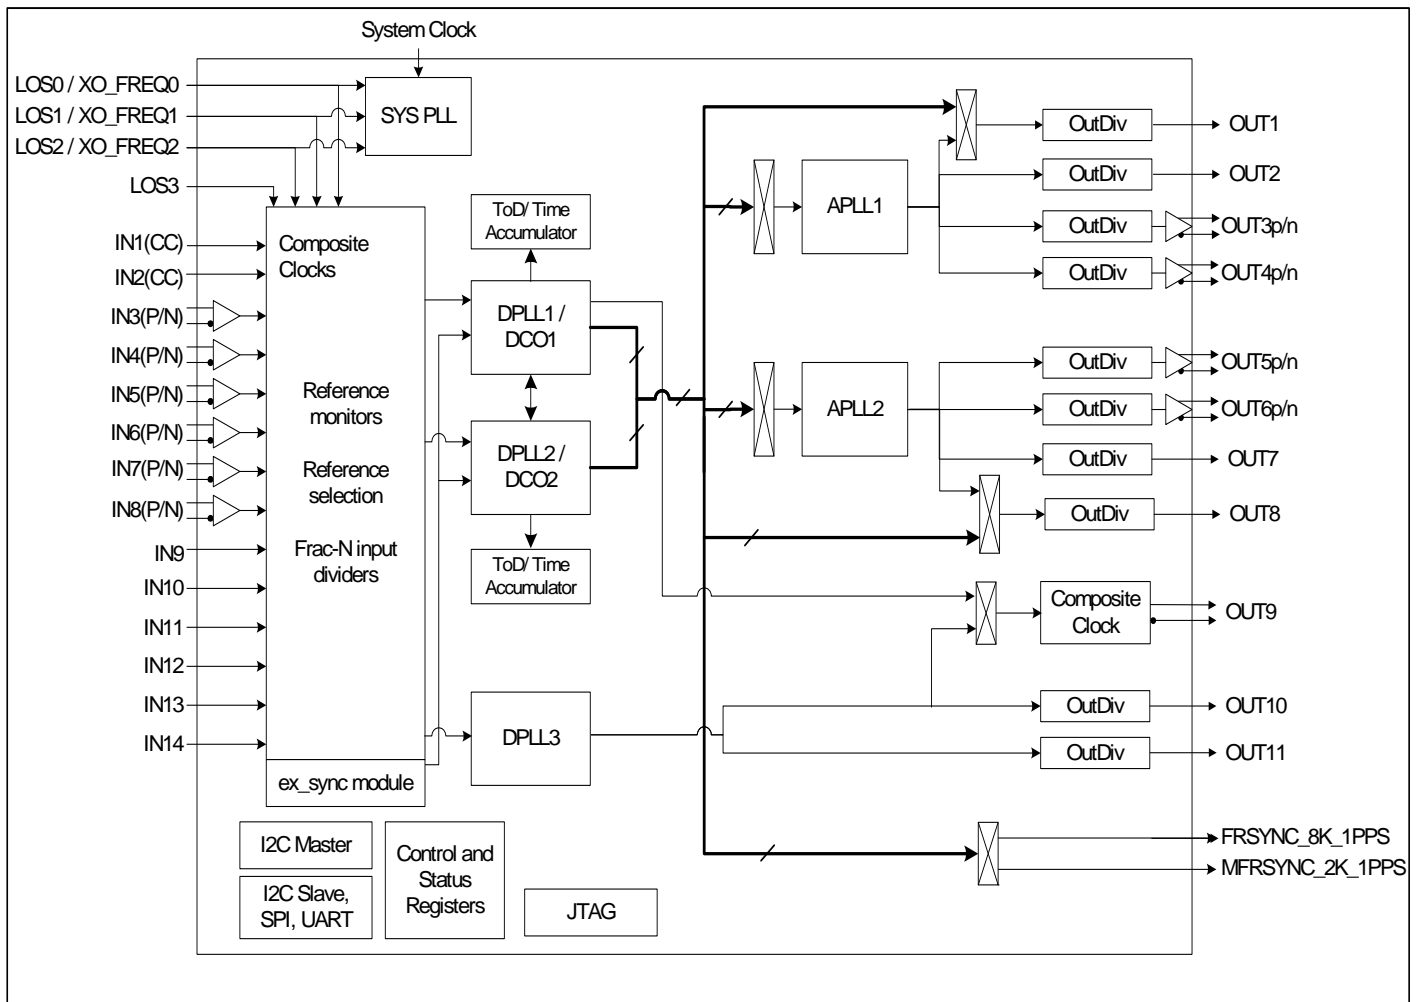 System Clock
LOS0 / XO_FREQ0
LOS1 / XO_FREQ1
LOS2 / XO_FREQ2
LOS3
SYS PLL
IN1(CC)
IN2(CC)
IN3(P/N)
IN4(P/N)
IN5(P/N)
IN6(P/N)
IN7(P/N)
IN8(P/N)
IN9
IN10
IN11
IN12
IN13
IN14
Composite
Clocks
Reference
monitors
Reference
selection
Frac-N input
dividers
ex_sync module
ToD/ Time
Accumulator
DPLL1 /
DCO1
DPLL2 /
DCO2
ToD/ Time
Accumulator
DPLL3
APLL1
APLL2
OutDiv
OutDiv
OutDiv
OutDiv
OutDiv
OutDiv
OutDiv
OutDiv
Composite
Clock
OutDiv
OutDiv
OUT1
OUT2
OUT3p/n
OUT4p/n
OUT5p/n
OUT6p/n
OUT7
OUT8
OUT9
OUT10
OUT11
FRSYNC_8K_1PPS
MFRSYNC_2K_1PPS
I2C Master
I2C Slave,
SPI, UART
Control and
Status
Registers
JTAG